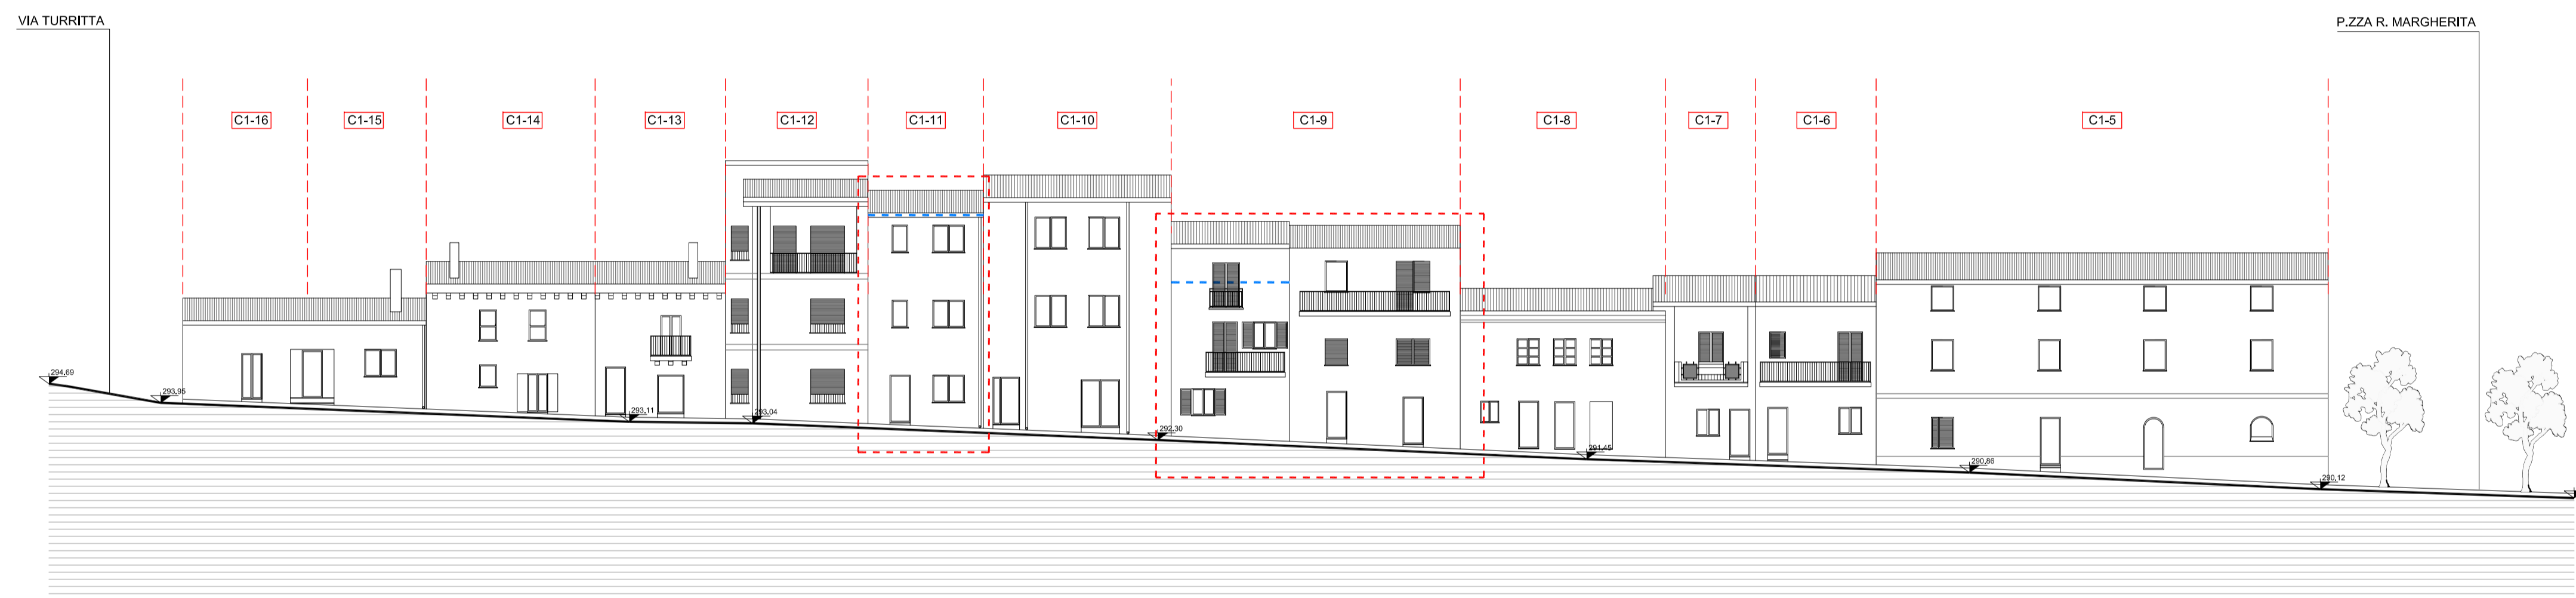 VIA TURRITTA
P.ZZA R. MARGHERITA
C1-16
C1-15
C1-14
C1-13
C1-12
C1-11
C1-10
C1-9
C1-8
C1-7
C1-6
C1-5
294,69
293,95
293,11
293,04
292,30
291,45
290,86
290,12